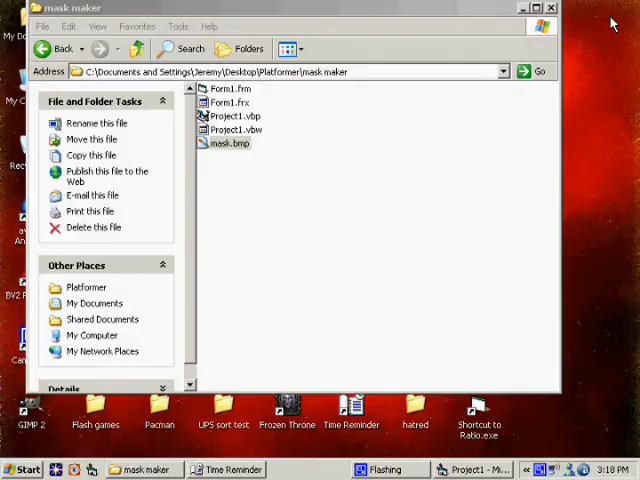 mask maker
File Edit View Favorites Tools Help
Back Search Folders
Address C:\Documents and Settings\Jeremy\Desktop\Platformer\mask maker Go
File and Folder Tasks
Rename this file
Move this file
Copy this file
Publish this file to the
Web
E-mail this file
Print this file
Delete this file
Other Places
Platformer
My Documents
Shared Documents
My Computer
My Network Places
Details
Form1.frm
Form1.frx
Project1.vbp
Project1.vbw
mask.bmp
My Do
BV2 F
GIMP 2
Flash games
Pacman
UPS sort test
Frozen Throne
Time Reminder
hatred
Shortcut to
Ratio.exe
Start mask maker Time Reminder Flashing Project1 - Mi... 3:18 PM